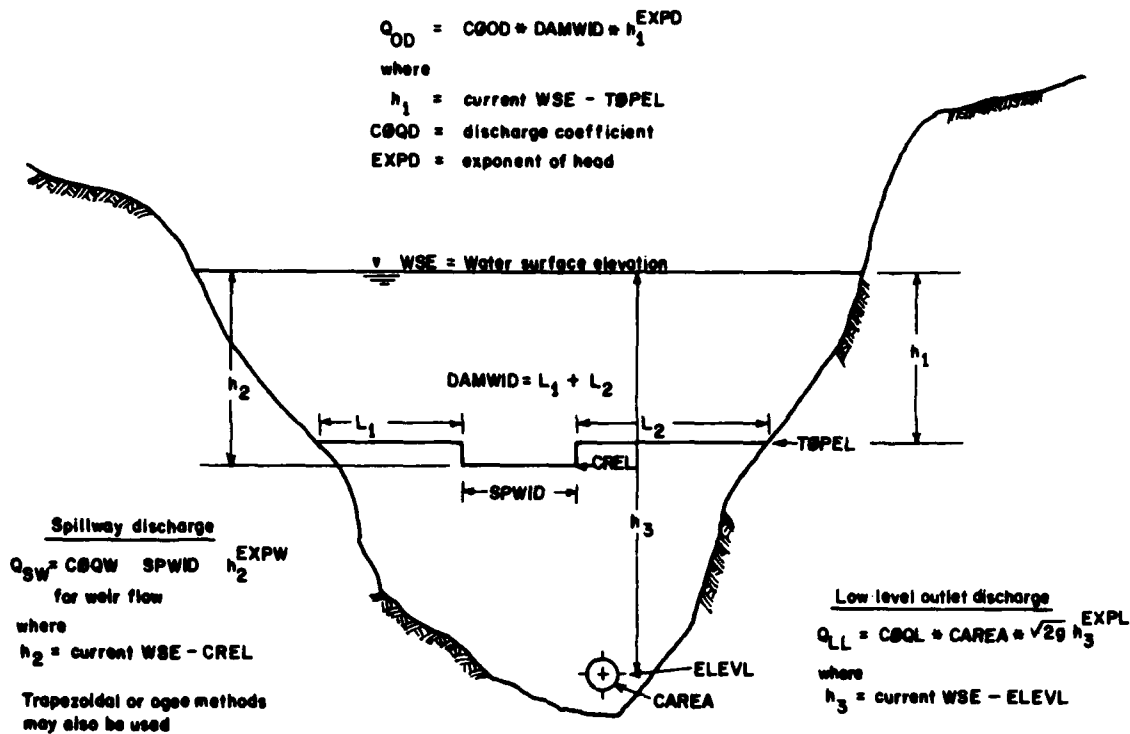 Q_OD = CØOD * DAMWID * h_1^EXPD
where
h_1 = current WSE - TØPEL
CØQD = discharge coefficient
EXPD = exponent of head
WSE = Water surface elevation
h_2
h_1
DAMWID = L_1 + L_2
L_1
L_2
TØPEL
CREL
SPWID
h_3
Spillway discharge
Q_SW = CØQW SPWID h_2^EXPW
for weir flow
where
h_2 = current WSE - CREL
Trapezoidal or ogee methods
may also be used
Low level outlet discharge
Q_LL = CØQL * CAREA * √2g h_3^EXPL
where
h_3 = current WSE - ELEVL
ELEVL
CAREA